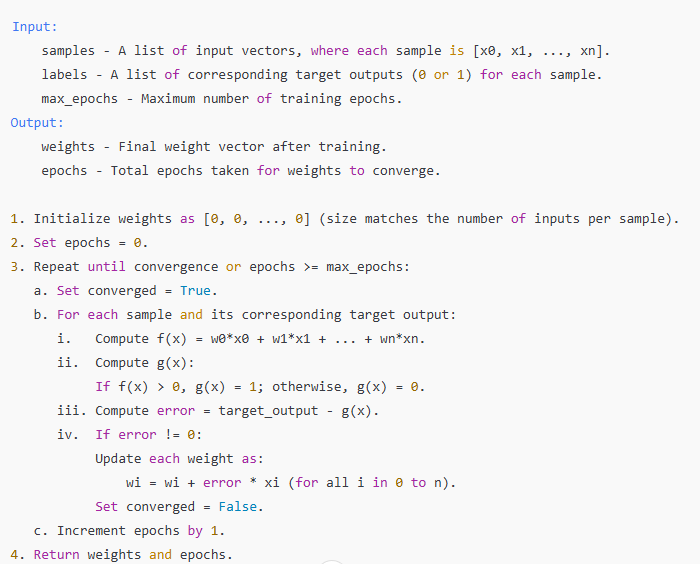 Input:
samples - A list of input vectors, where each sample is [x0, x1, ..., xn].
labels - A list of corresponding target outputs (0 or 1) for each sample.
max_epochs - Maximum number of training epochs.
Output:
weights - Final weight vector after training.
epochs - Total epochs taken for weights to converge.
1. Initialize weights as [0, 0, ..., 0] (size matches the number of inputs per sample).
2. Set epochs = 0.
3. Repeat until convergence or epochs >= max_epochs:
a. Set converged = True.
b. For each sample and its corresponding target output:
i. Compute f(x) = w0*x0 + w1*x1 + ... + wn*xn.
ii. Compute g(x):
If f(x) > 0, g(x) = 1; otherwise, g(x) = 0.
iii. Compute error = target_output - g(x).
iv. If error != 0:
Update each weight as:
wi = wi + error * xi (for all i in 0 to n).
Set converged = False.
c. Increment epochs by 1.
4. Return weights and epochs.